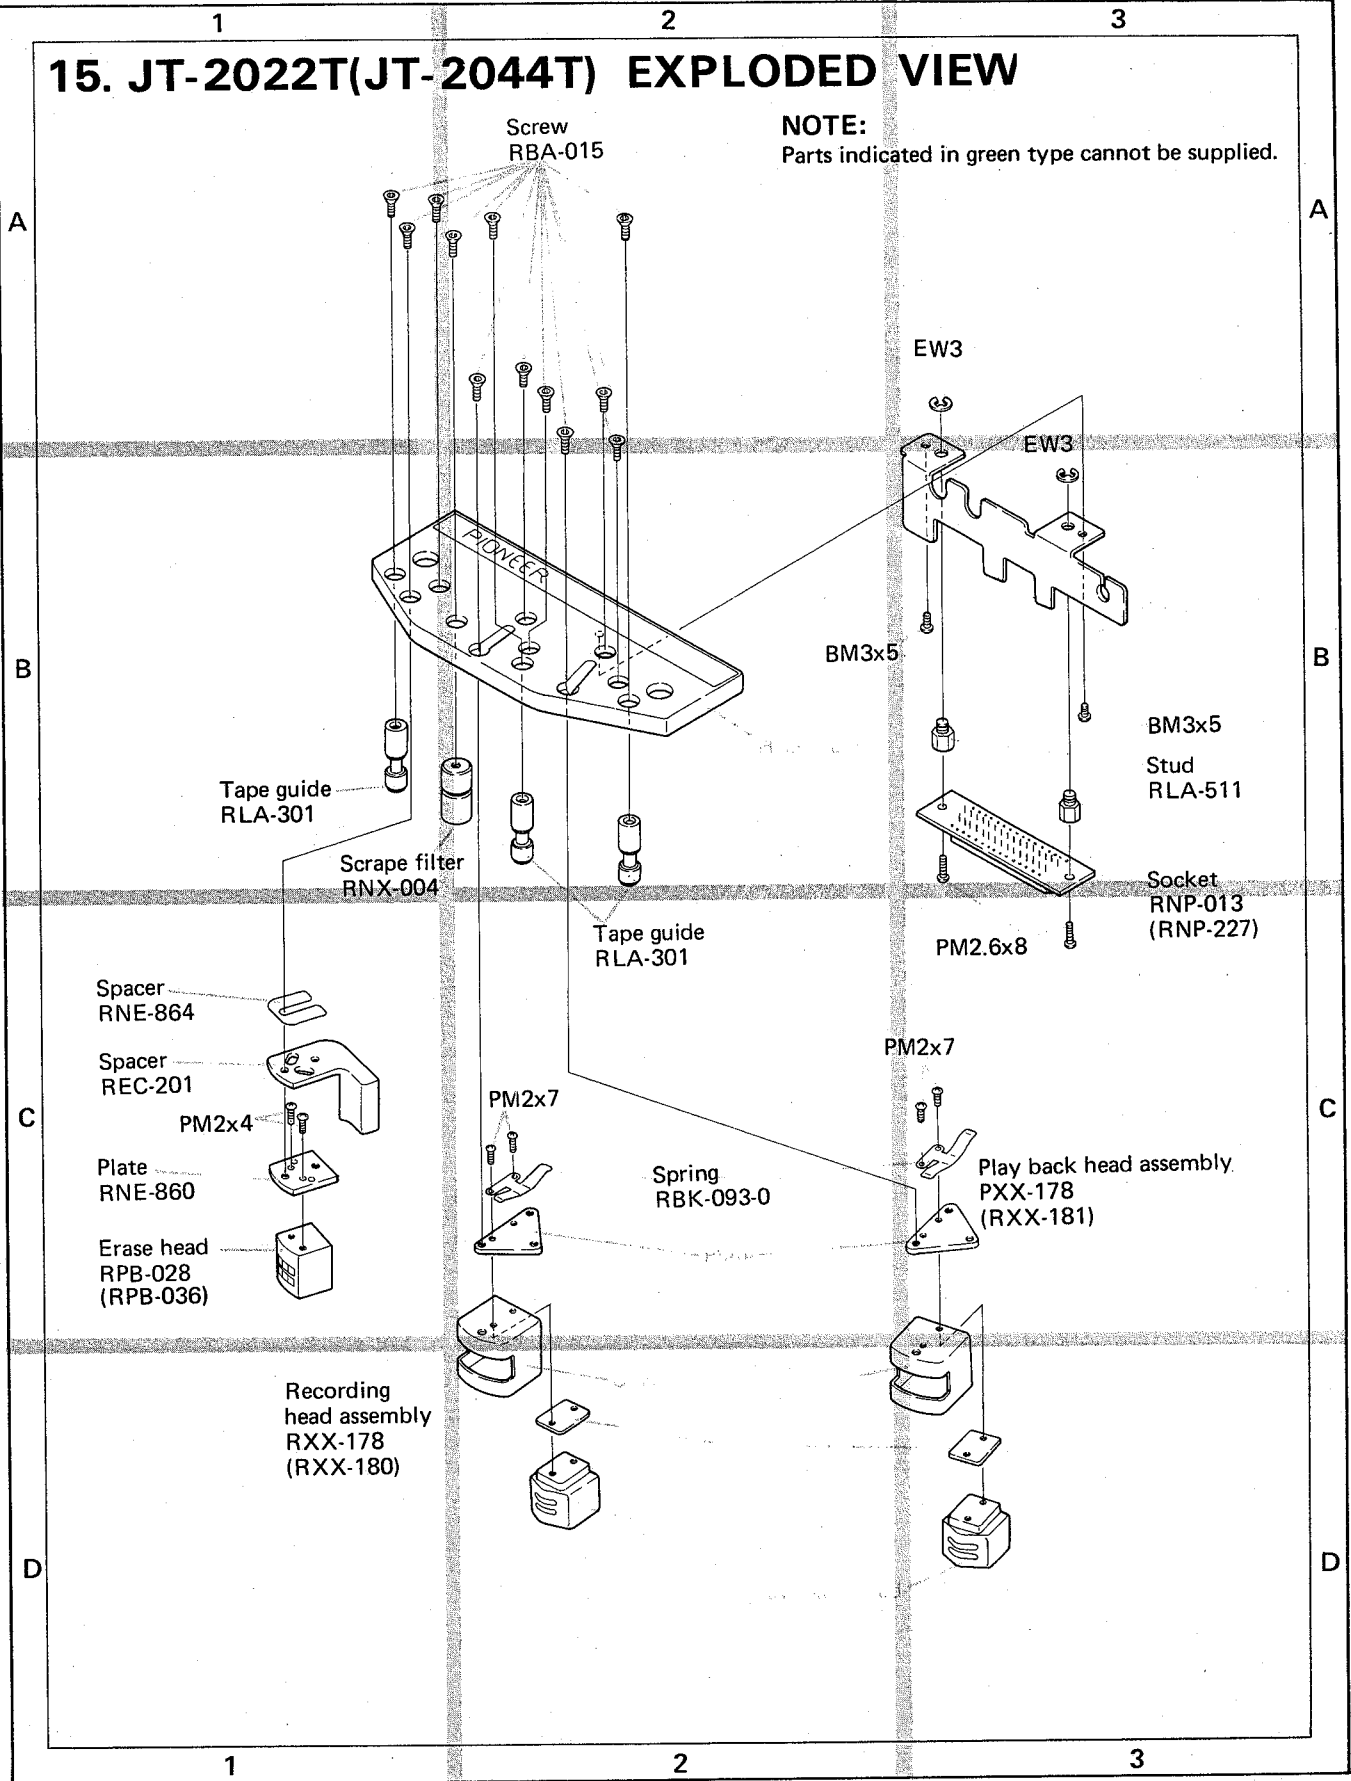 1 2 3
15. JT-2022T(JT-2044T) EXPLODED VIEW
NOTE:
Parts indicated in green type cannot be supplied.
Screw
RBA-015
A A
EW3
EW3
PIONEER
BM3x5
B B
BM3x5
Stud
RLA-511
Tape guide
RLA-301
Scrape filter
RNX-004
Socket
RNP-013
(RNP-227)
Tape guide
RLA-301
PM2.6x8
Spacer
RNE-864
Spacer
REC-201
PM2x4
PM2x7
PM2x7
C C
Plate
RNE-860
Spring
RBK-093-0
Play back head assembly
PXX-178
(RXX-181)
Erase head
RPB-028
(RPB-036)
Recording
head assembly
RXX-178
(RXX-180)
D D
1 2 3